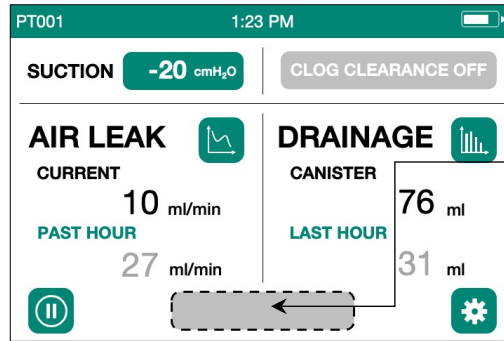 PT001 1:23 PM
SUCTION -20 cmH₂O CLOG CLEARANCE OFF
AIR LEAK DRAINAGE
CURRENT CANISTER
10 ml/min 76 ml
PAST HOUR LAST HOUR
27 ml/min 31 ml